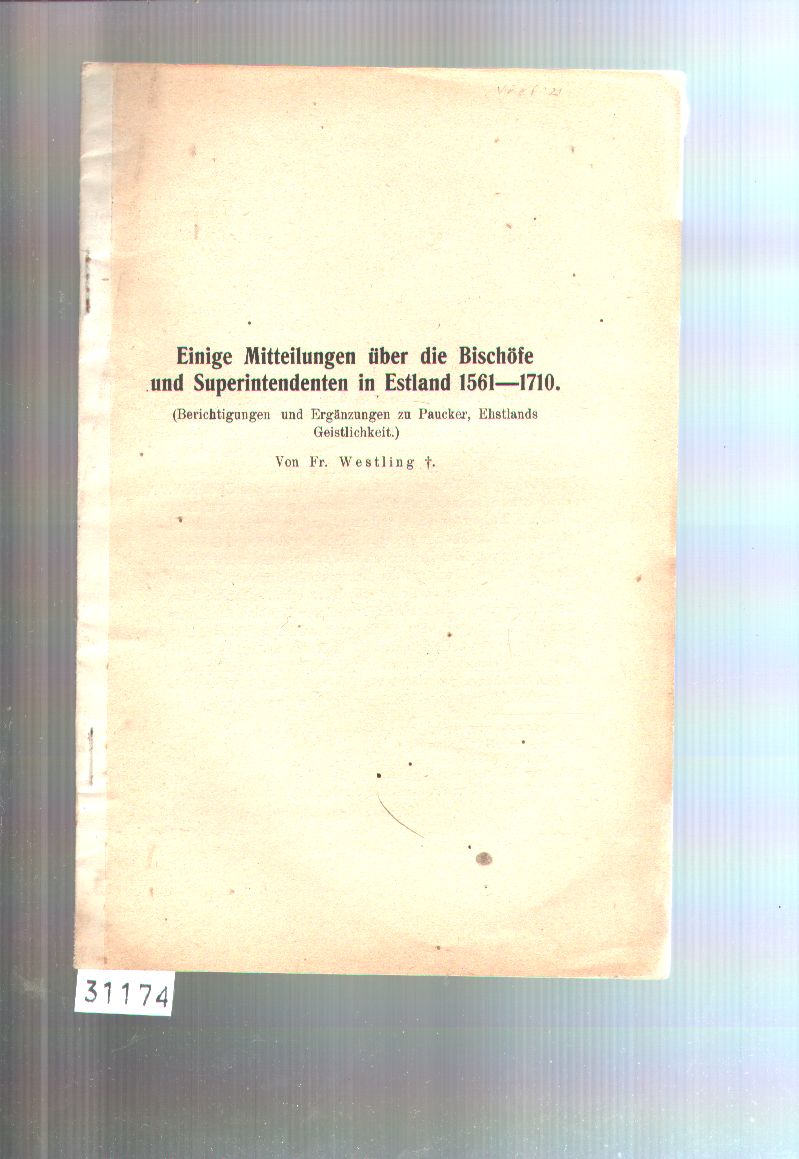 Einige Mitteilungen über die Bischöfe
und Superintendenten in Estland 1561—1710.
(Berichtigungen und Ergänzungen zu Paucker, Ehstlands
Geistlichkeit.)
Von Fr. Westling †.
31174